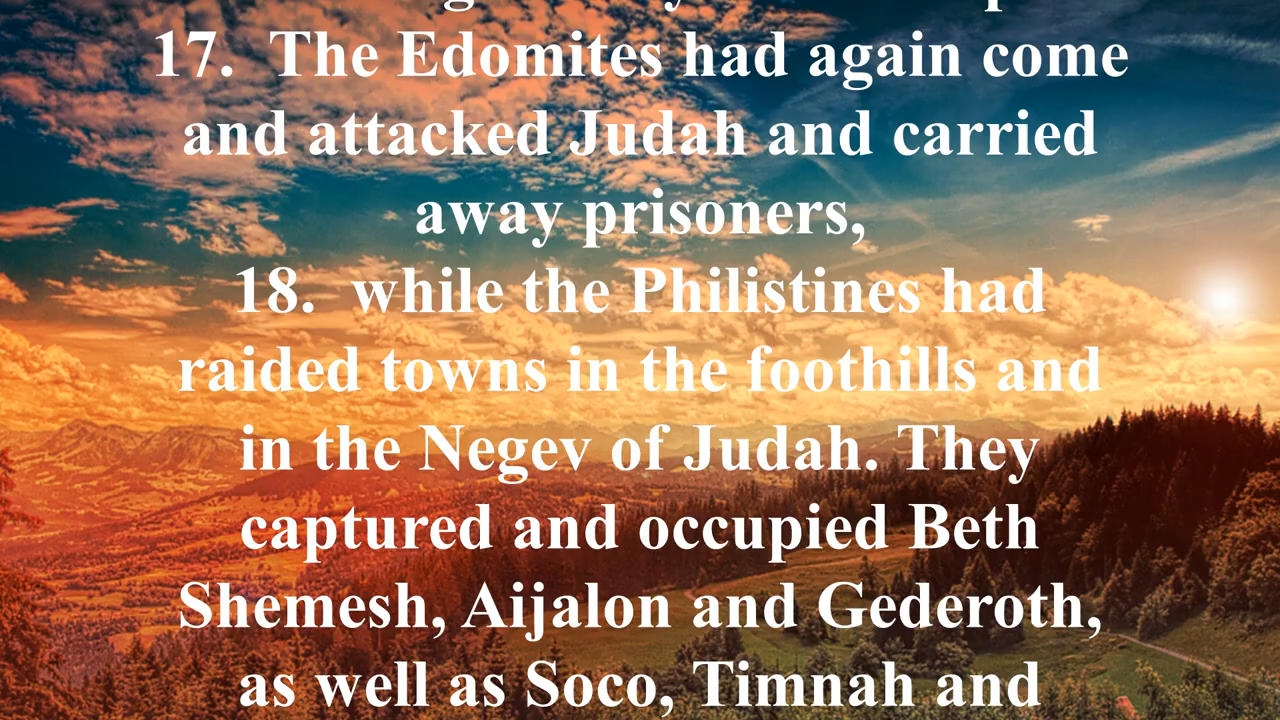 17. The Edomites had again come
and attacked Judah and carried
away prisoners,
18. while the Philistines had
raided towns in the foothills and
in the Negev of Judah. They
captured and occupied Beth
Shemesh, Aijalon and Gederoth,
as well as Soco, Timnah and